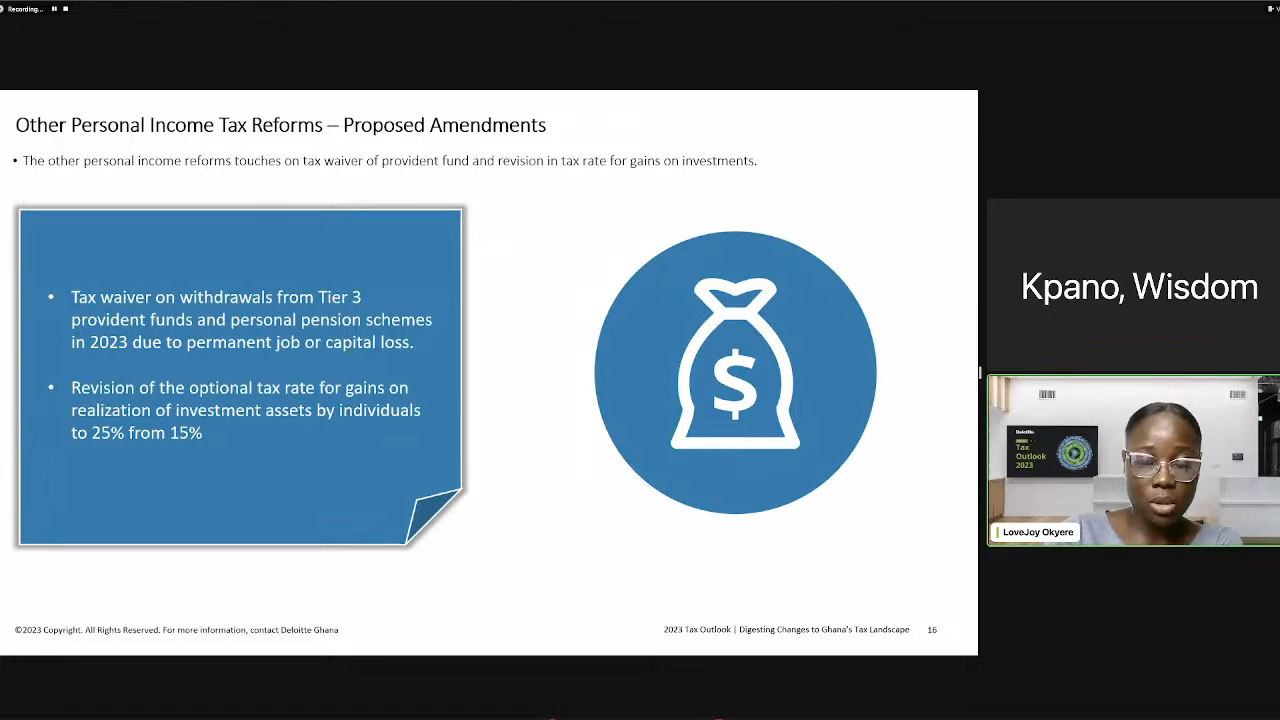 Recording...
Other Personal Income Tax Reforms – Proposed Amendments
• The other personal income reforms touches on tax waiver of provident fund and revision in tax rate for gains on investments.
• Tax waiver on withdrawals from Tier 3
provident funds and personal pension schemes
in 2023 due to permanent job or capital loss.
• Revision of the optional tax rate for gains on
realization of investment assets by individuals
to 25% from 15%
$
Kpano, Wisdom
Deloitte.
Tax
Outlook
2023
LoveJoy Okyere
©2023 Copyright. All Rights Reserved. For more information, contact Deloitte Ghana
2023 Tax Outlook | Digesting Changes to Ghana's Tax Landscape 16